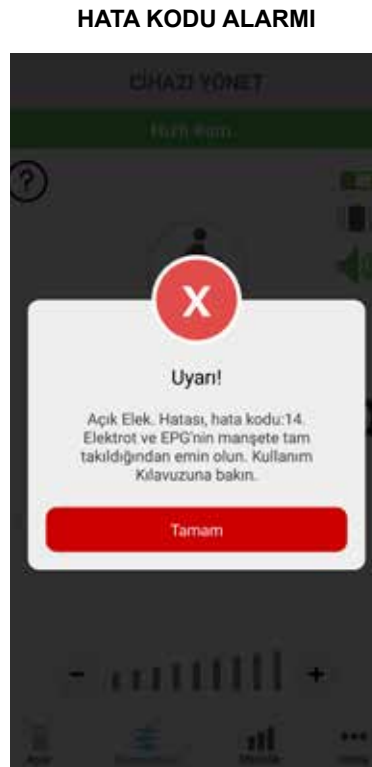 HATA KODU ALARMI
CİHAZI YÖNET
?
X
Uyarı!
Açık Elek. Hatası, hata kodu:14.
Elektrot ve EPG'nin manşete tam
takıldığından emin olun. Kullanım
Kılavuzuna bakın.
Tamam
- +